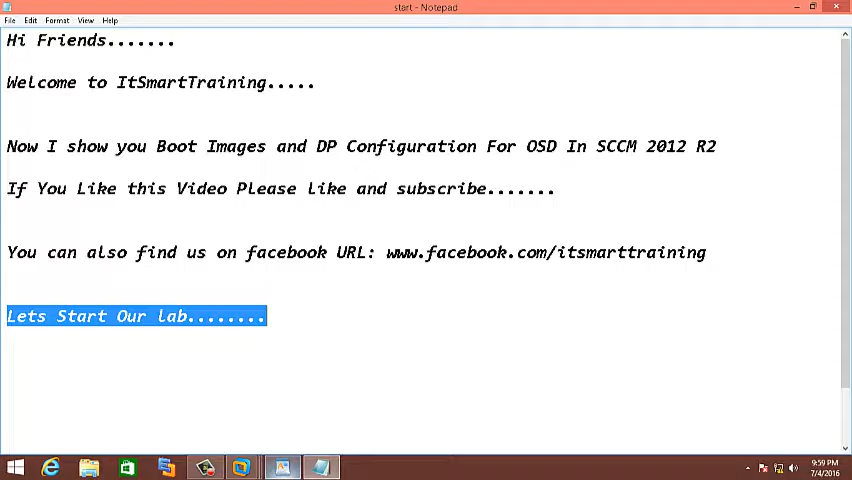 start - Notepad
File Edit Format View Help
Hi Friends.......
Welcome to ItSmartTraining.....
Now I show you Boot Images and DP Configuration For OSD In SCCM 2012 R2
If You Like this Video Please like and subscribe.......
You can also find us on facebook URL: www.facebook.com/itsmarttraining
Lets Start Our lab........
9:59 PM
7/4/2016